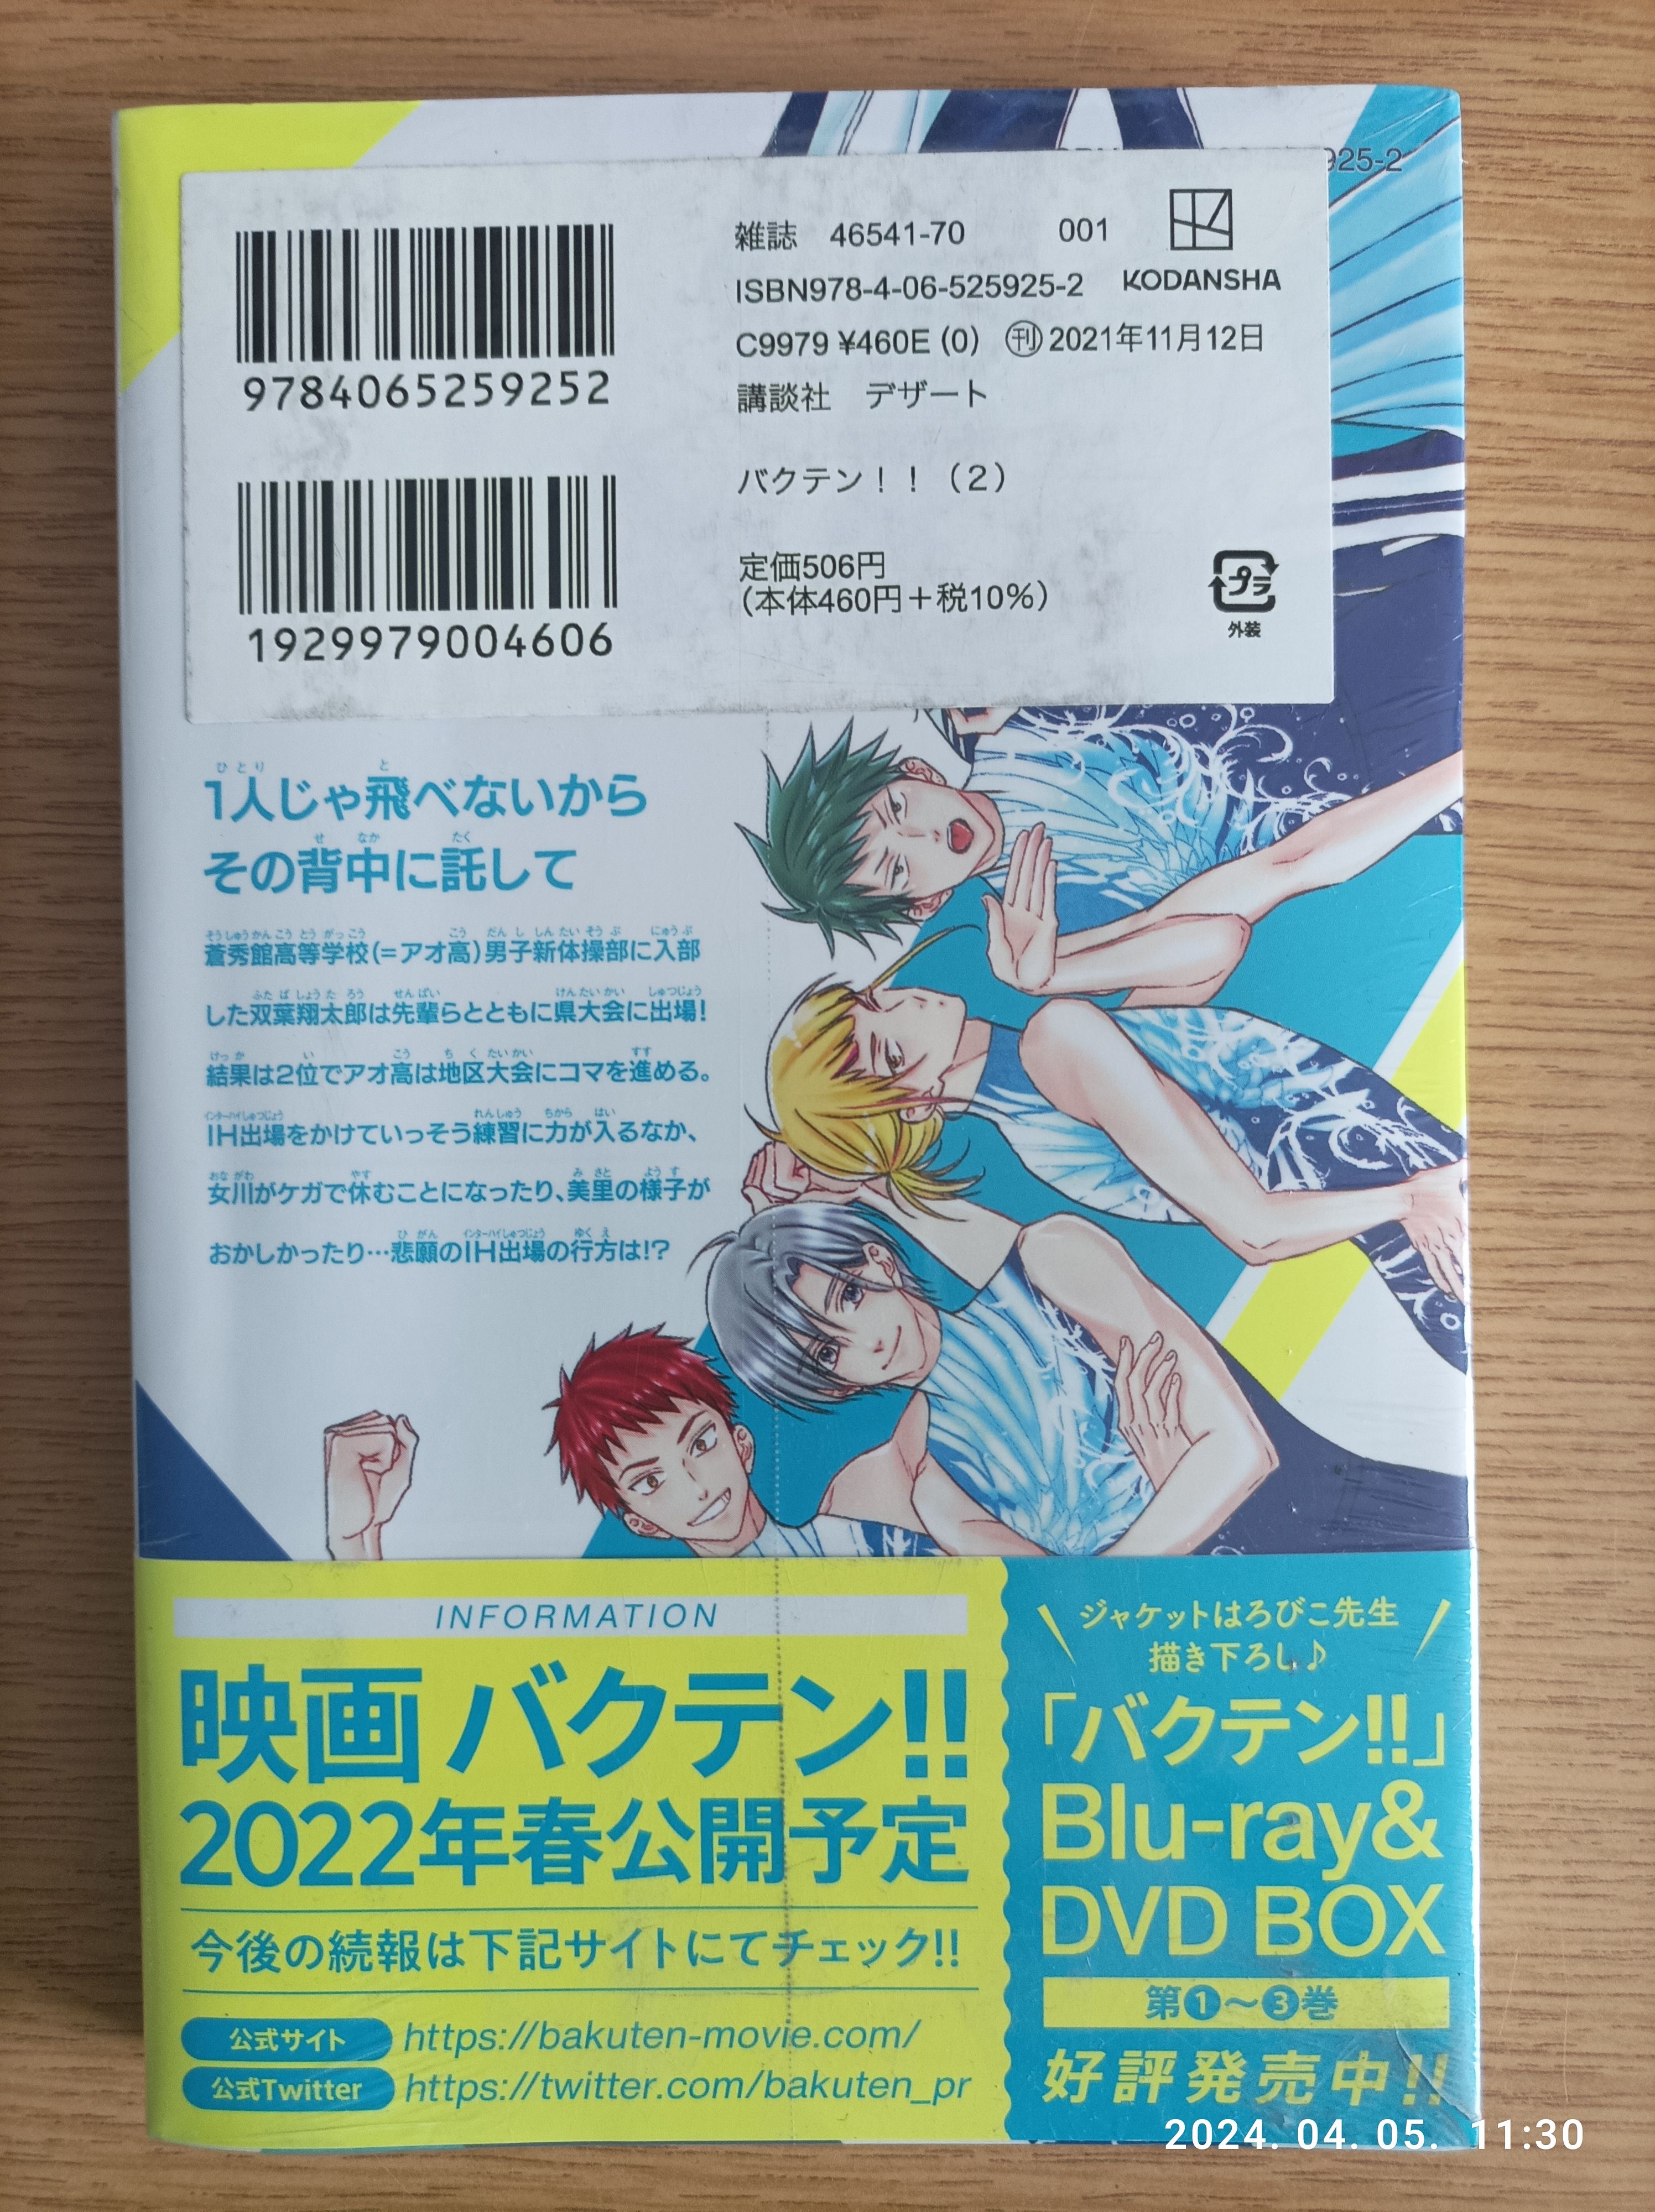 925-2
9784065259252
1929979004606
雑誌 46541-70 001
KODANSHA
ISBN978-4-06-525925-2
C9979 ¥460E (0) ㊗刊 2021年11月12日
講談社 デザート
バクテン!!(2)
定価506円
(本体460円+税10%)
プラ
外装
1人じゃ飛べないから
その背中に託して
蒼秀館高等学校(=アオ高)男子新体操部に入部
した双葉翔太郎は先輩らとともに県大会に出場!
結果は2位でアオ高は地区大会にコマを進める。
IH出場をかけていっそう練習に力が入るなか、
女川がケガで休むことになったり、美里の様子が
おかしかったり…悲願のIH出場の行方は!?
INFORMATION
映画 バクテン!!
2022年春公開予定
今後の続報は下記サイトにてチェック!!
公式サイト https://bakuten-movie.com/
公式Twitter https://twitter.com/bakuten_pr
ジャケットはろびこ先生
描き下ろし♪
「バクテン!!」
Blu-ray&
DVD BOX
第❶~❸巻
好評発売中!!
2024. 04. 05. 11:30